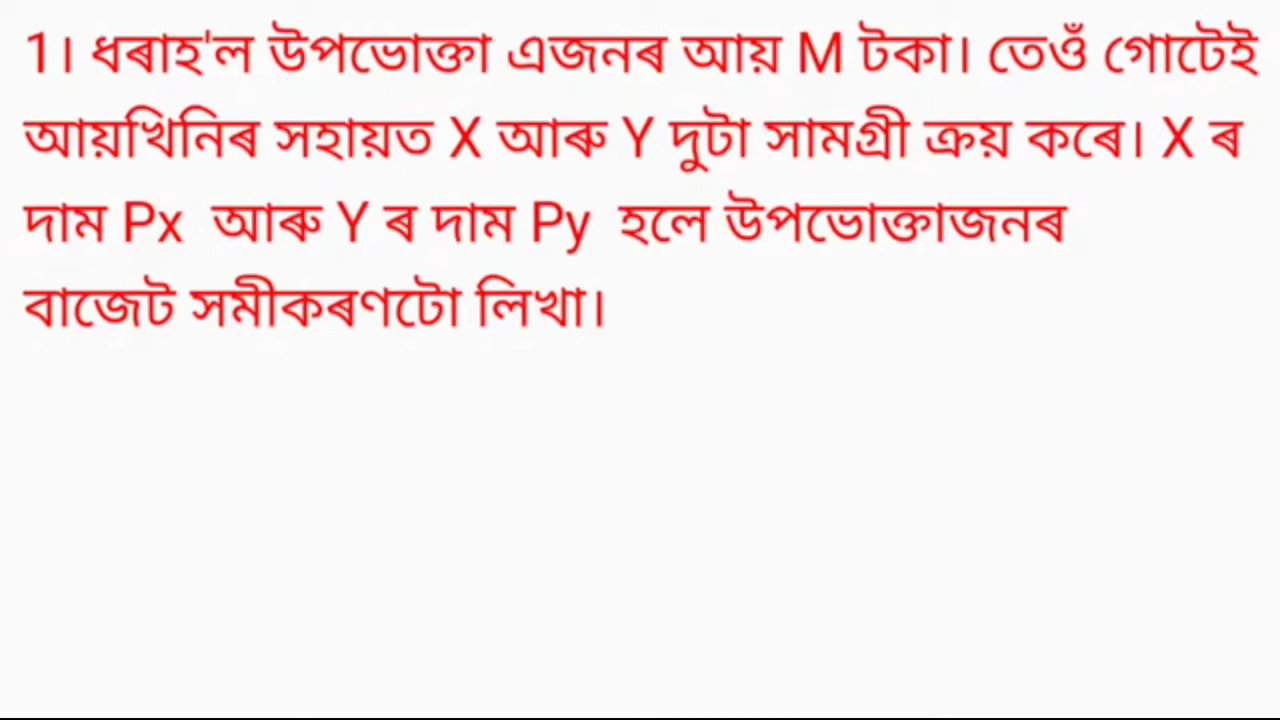 1। ধৰাহ'ল উপভোক্তা এজনৰ আয় M টকা। তেওঁ গোটেই
আয়খিনিৰ সহায়ত X আৰু Y দুটা সামগ্ৰী ক্ৰয় কৰে। X ৰ
দাম Px আৰু Y ৰ দাম Py হলে উপভোক্তাজনৰ
বাজেট সমীকৰণটো লিখা।